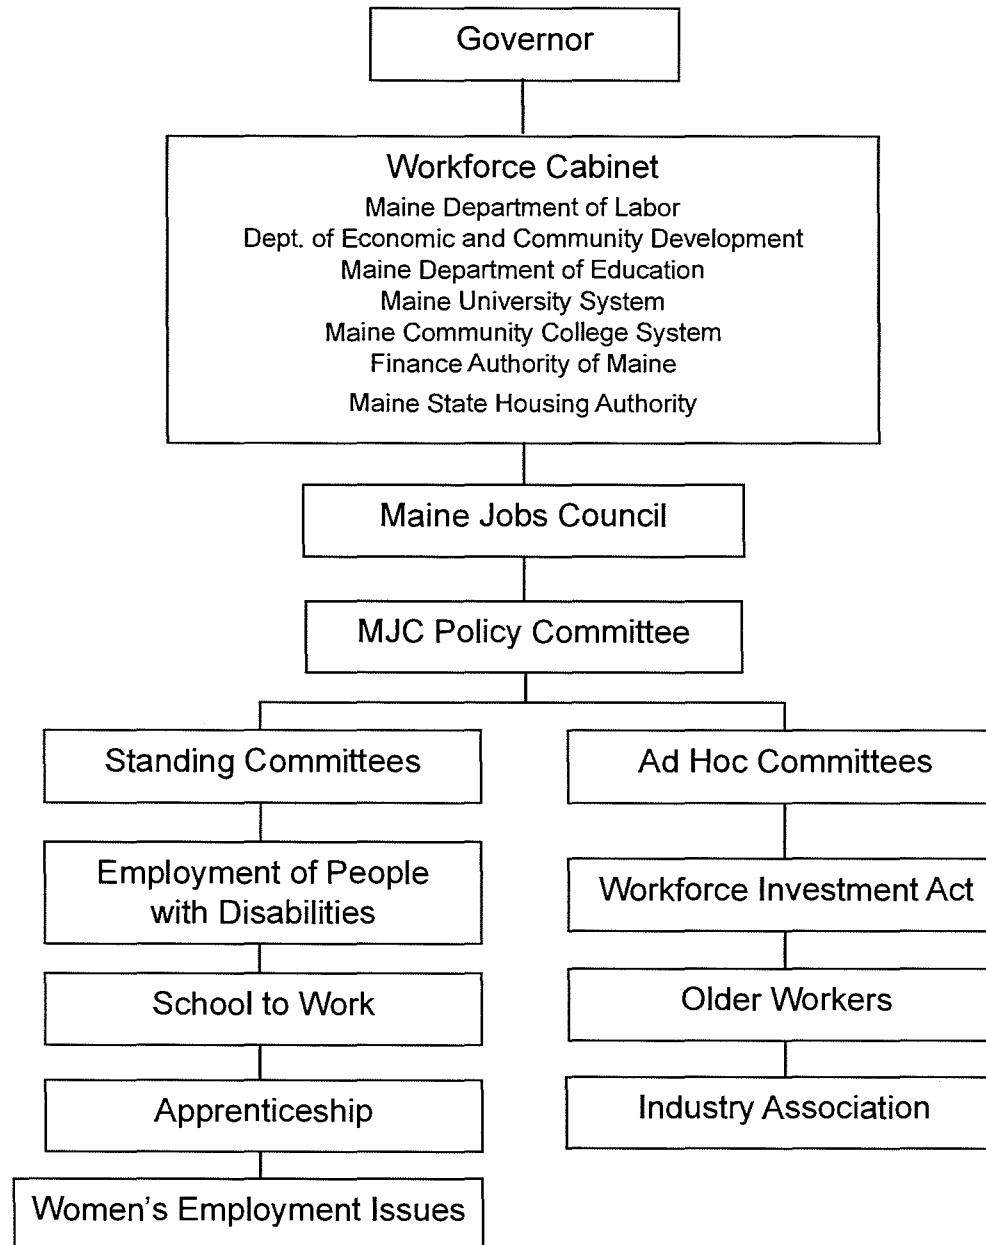 Governor
Workforce Cabinet
Maine Department of Labor
Dept. of Economic and Community Development
Maine Department of Education
Maine University System
Maine Community College System
Finance Authority of Maine
Maine State Housing Authority
Maine Jobs Council
MJC Policy Committee
Standing Committees
Employment of People
with Disabilities
School to Work
Apprenticeship
Women's Employment Issues
Ad Hoc Committees
Workforce Investment Act
Older Workers
Industry Association